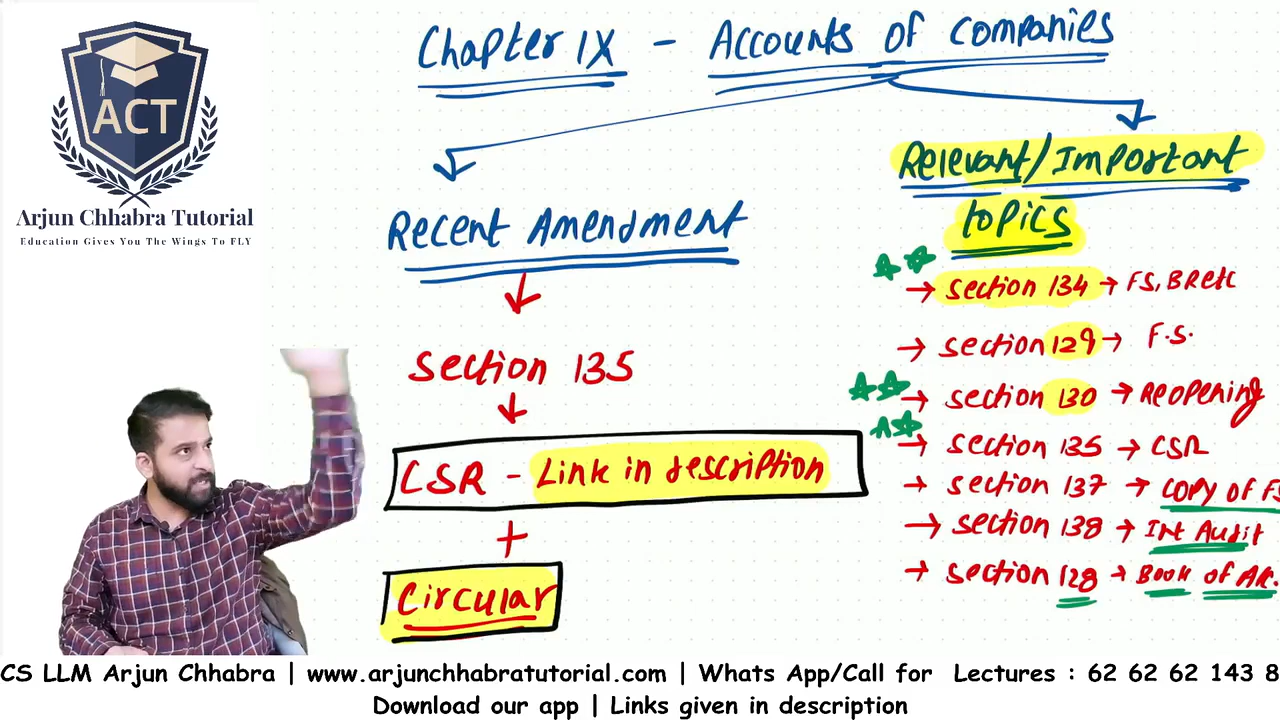 Chapter IX - Accounts of companies
ACT
Arjun Chhabra Tutorial
Education Gives You The Wings To FLY
Recent Amendment
Section 135
CSR - Link in description
+
Circular
Relevant/Important
topics
→ section 134 → FS, BR etc
→ section 129 → F.S.
→ section 130 → Reopening
→ section 135 → CSR
→ section 137 → COPY of FS
→ section 138 → Int Audit
→ section 128 → Book of A/c.
CS LLM Arjun Chhabra | www.arjunchhabratutorial.com | Whats App/Call for Lectures : 62 62 62 143 8
Download our app | Links given in description